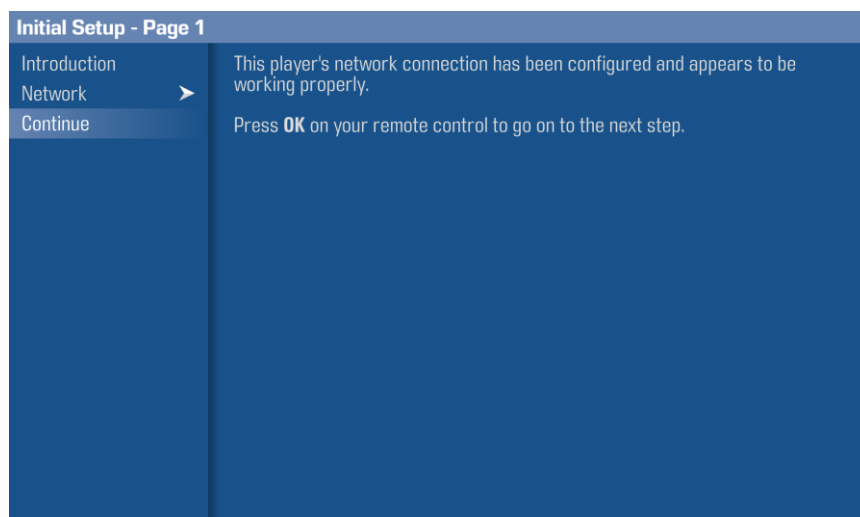 Initial Setup - Page 1
Introduction
Network
Continue
This player's network connection has been configured and appears to be
working properly.
Press OK on your remote control to go on to the next step.